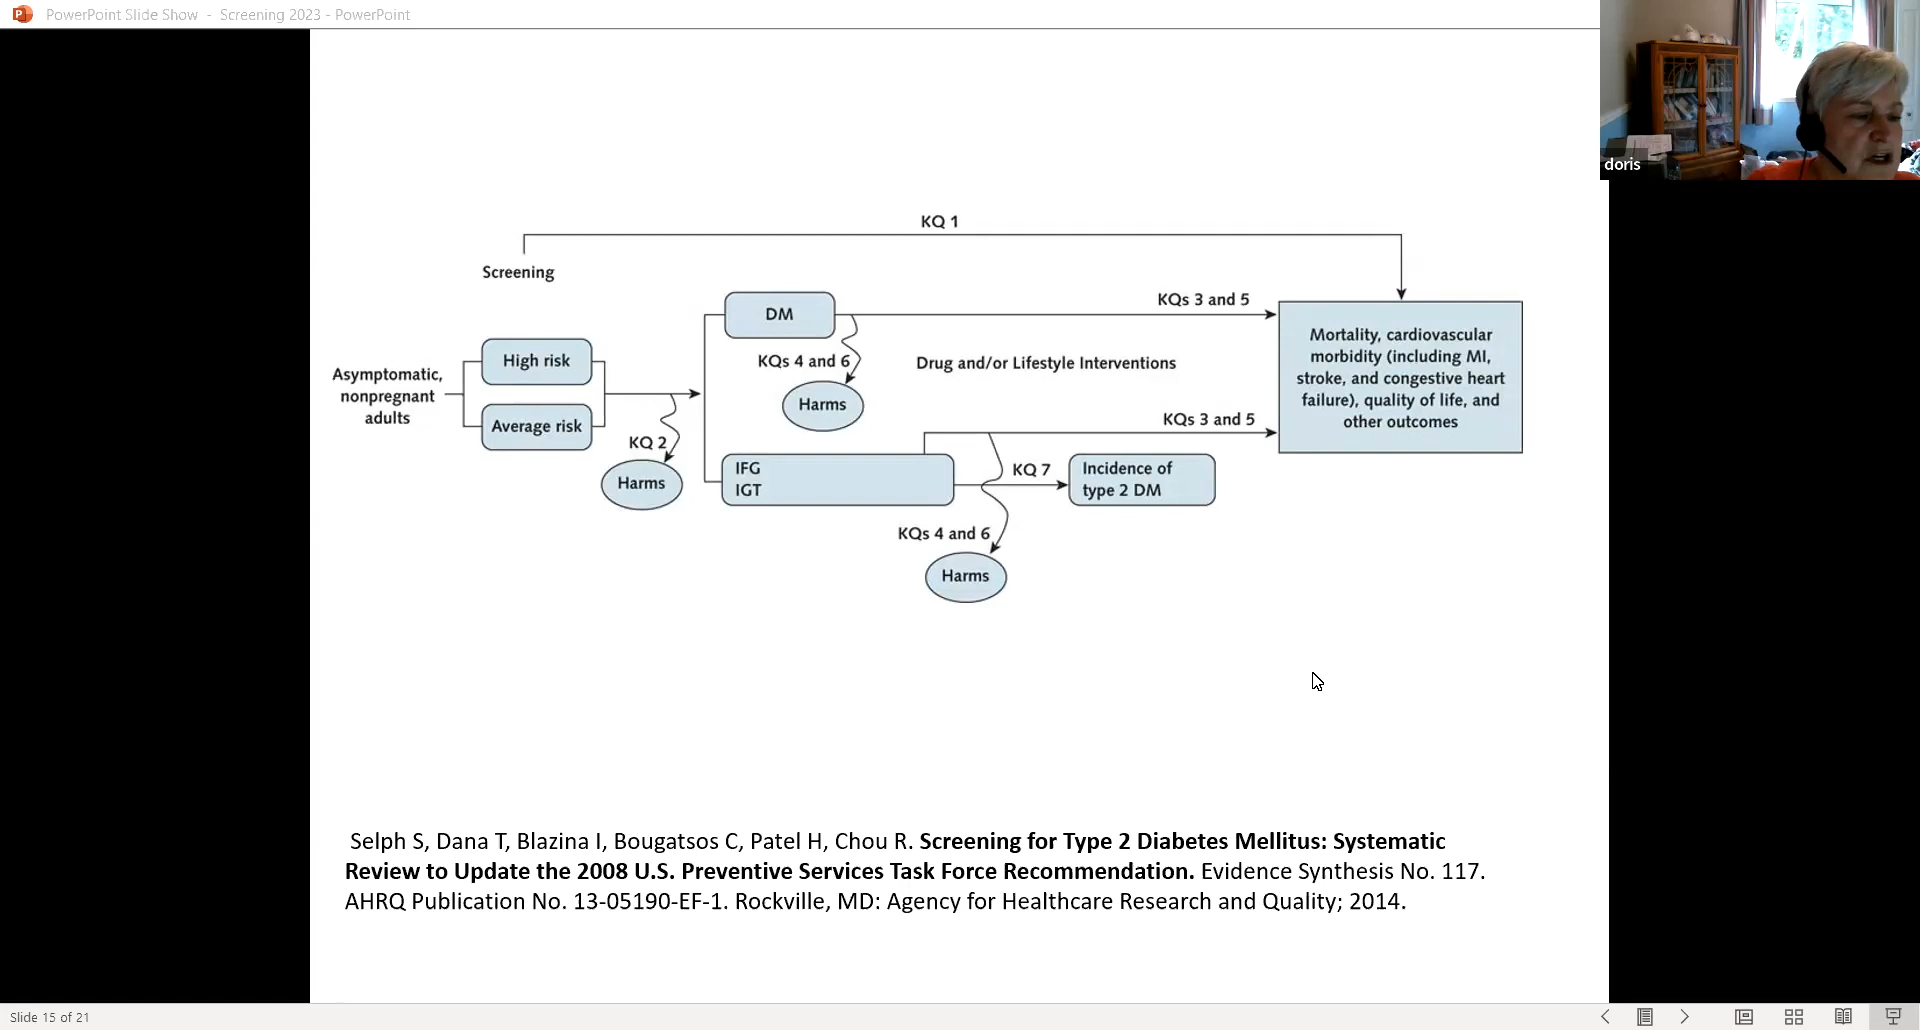 PowerPoint Slide Show - Screening 2023 - PowerPoint
doris
KQ 1
Screening
DM
KQs 3 and 5
High risk
Asymptomatic,
nonpregnant
adults
Average risk
KQ 2
Harms
KQs 4 and 6
Harms
Drug and/or Lifestyle Interventions
Mortality, cardiovascular
morbidity (including MI,
stroke, and congestive heart
failure), quality of life, and
other outcomes
KQs 3 and 5
IFG
IGT
KQ 7
Incidence of
type 2 DM
KQs 4 and 6
Harms
Selph S, Dana T, Blazina I, Bougatsos C, Patel H, Chou R. Screening for Type 2 Diabetes Mellitus: Systematic
Review to Update the 2008 U.S. Preventive Services Task Force Recommendation. Evidence Synthesis No. 117.
AHRQ Publication No. 13-05190-EF-1. Rockville, MD: Agency for Healthcare Research and Quality; 2014.
Slide 15 of 21